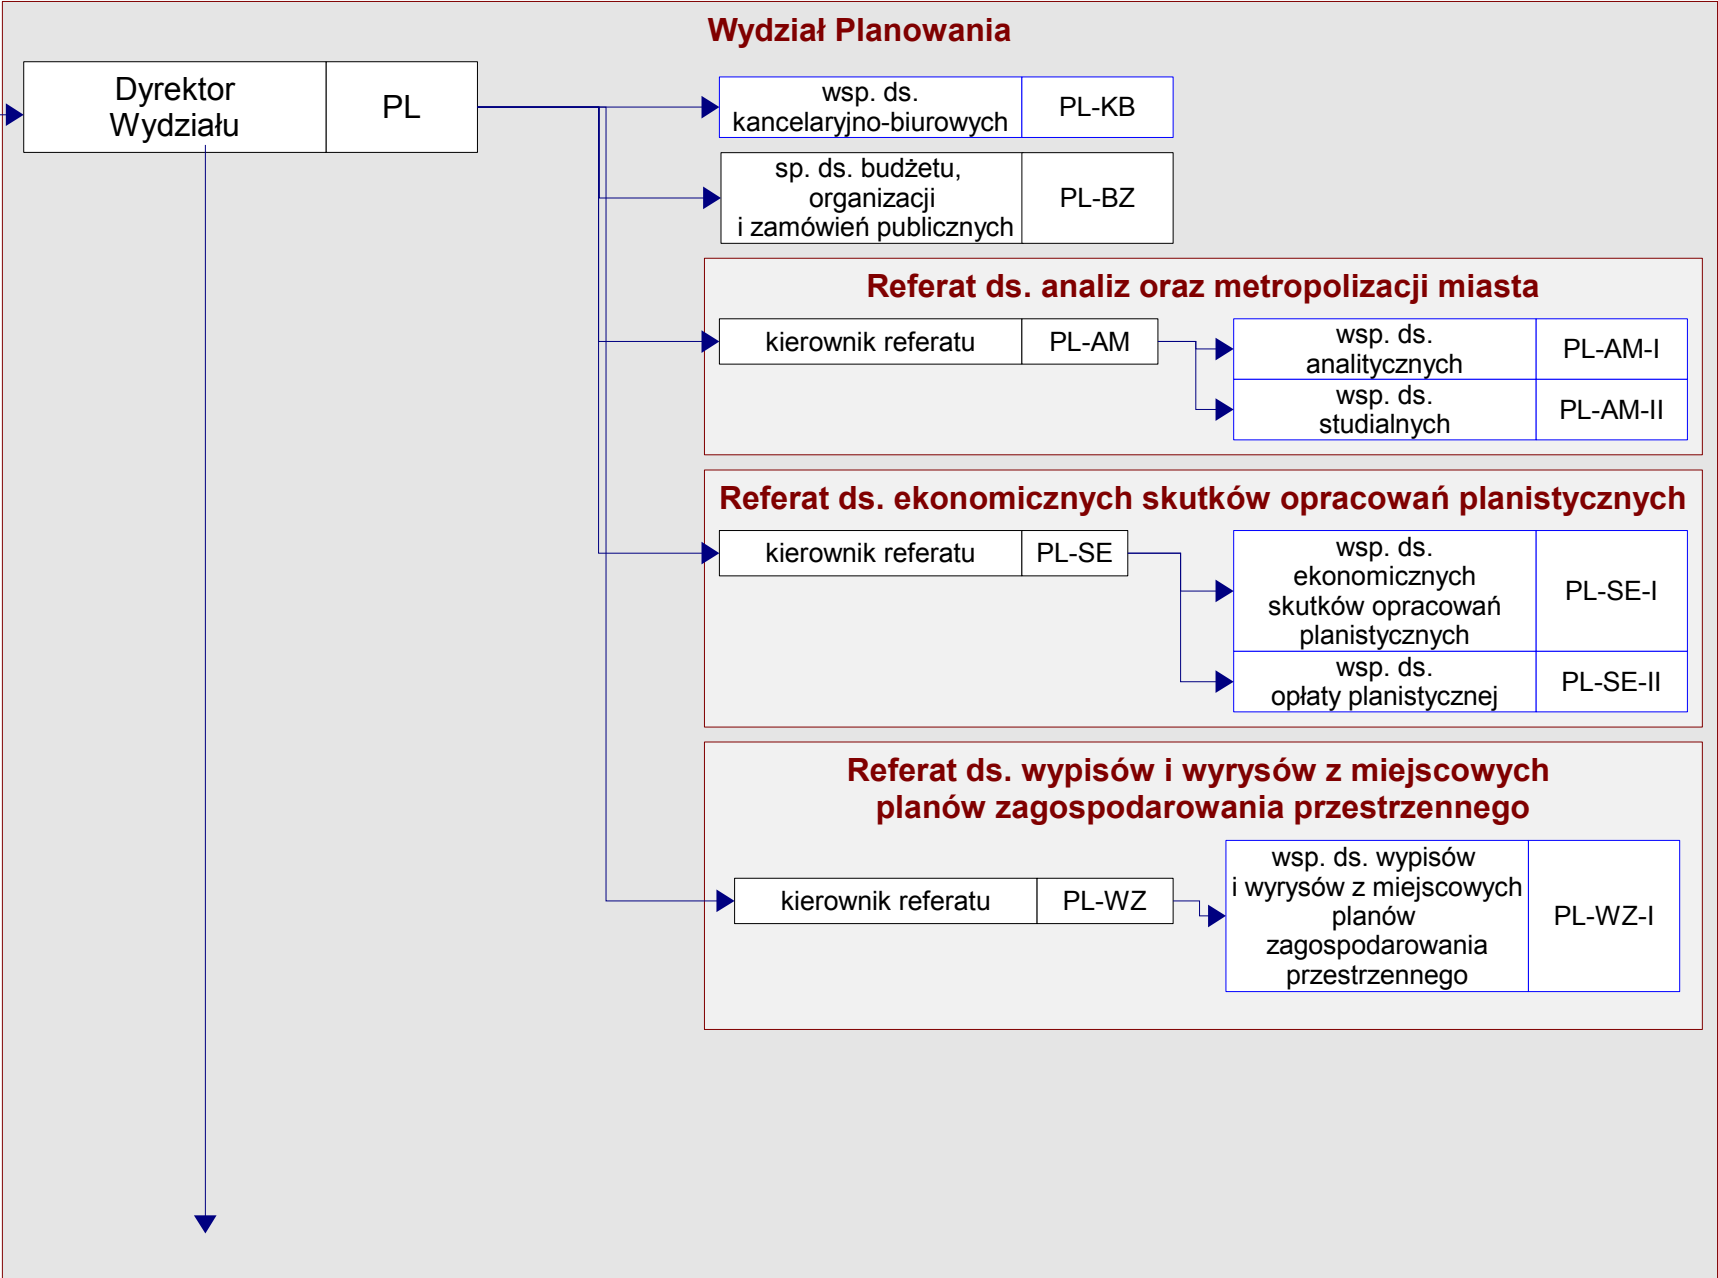 Wydział Planowania
Dyrektor
Wydziału
PL
wsp. ds.
kancelaryjno-biurowych
PL-KB
sp. ds. budżetu,
organizacji
i zamówień publicznych
PL-BZ
Referat ds. analiz oraz metropolizacji miasta
kierownik referatu
PL-AM
wsp. ds.
analitycznych
PL-AM-I
wsp. ds.
studialnych
PL-AM-II
Referat ds. ekonomicznych skutków opracowań planistycznych
kierownik referatu
PL-SE
wsp. ds.
ekonomicznych
skutków opracowań
planistycznych
PL-SE-I
wsp. ds.
opłaty planistycznej
PL-SE-II
Referat ds. wypisów i wyrysów z miejscowych
planów zagospodarowania przestrzennego
kierownik referatu
PL-WZ
wsp. ds. wypisów
i wyrysów z miejscowych
planów
zagospodarowania
przestrzennego
PL-WZ-I